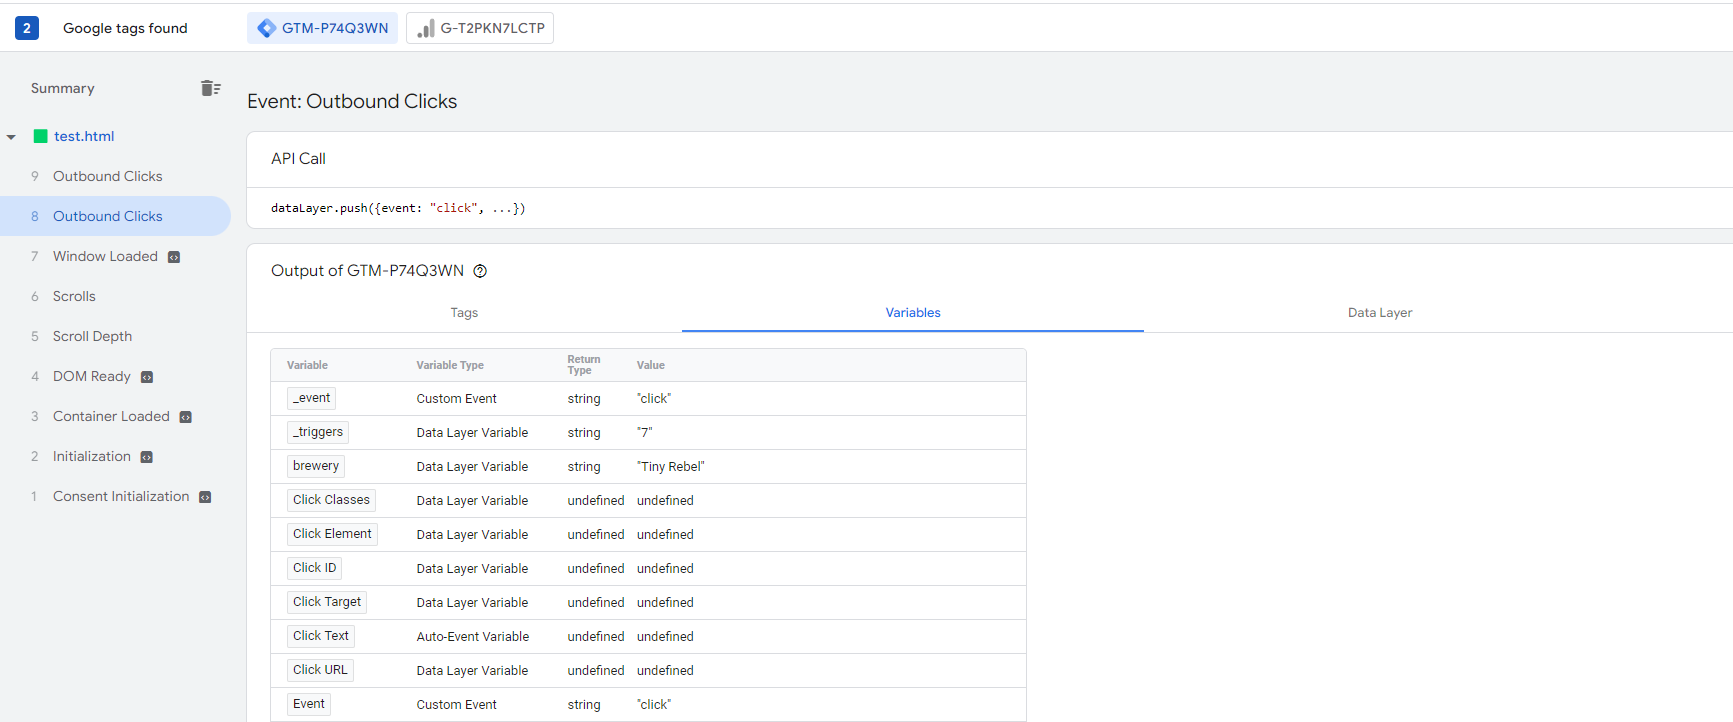 2 Google tags found GTM-P74Q3WN G-T2PKN7LCTP
Summary
test.html
9 Outbound Clicks
8 Outbound Clicks
7 Window Loaded
6 Scrolls
5 Scroll Depth
4 DOM Ready
3 Container Loaded
2 Initialization
1 Consent Initialization
Event: Outbound Clicks
API Call
dataLayer.push({event: "click", ...})
Output of GTM-P74Q3WN
Tags Variables Data Layer
Variable Variable Type Return Type Value
_event Custom Event string "click"
_triggers Data Layer Variable string "7"
brewery Data Layer Variable string "Tiny Rebel"
Click Classes Data Layer Variable undefined undefined
Click Element Data Layer Variable undefined undefined
Click ID Data Layer Variable undefined undefined
Click Target Data Layer Variable undefined undefined
Click Text Auto-Event Variable undefined undefined
Click URL Data Layer Variable undefined undefined
Event Custom Event string "click"